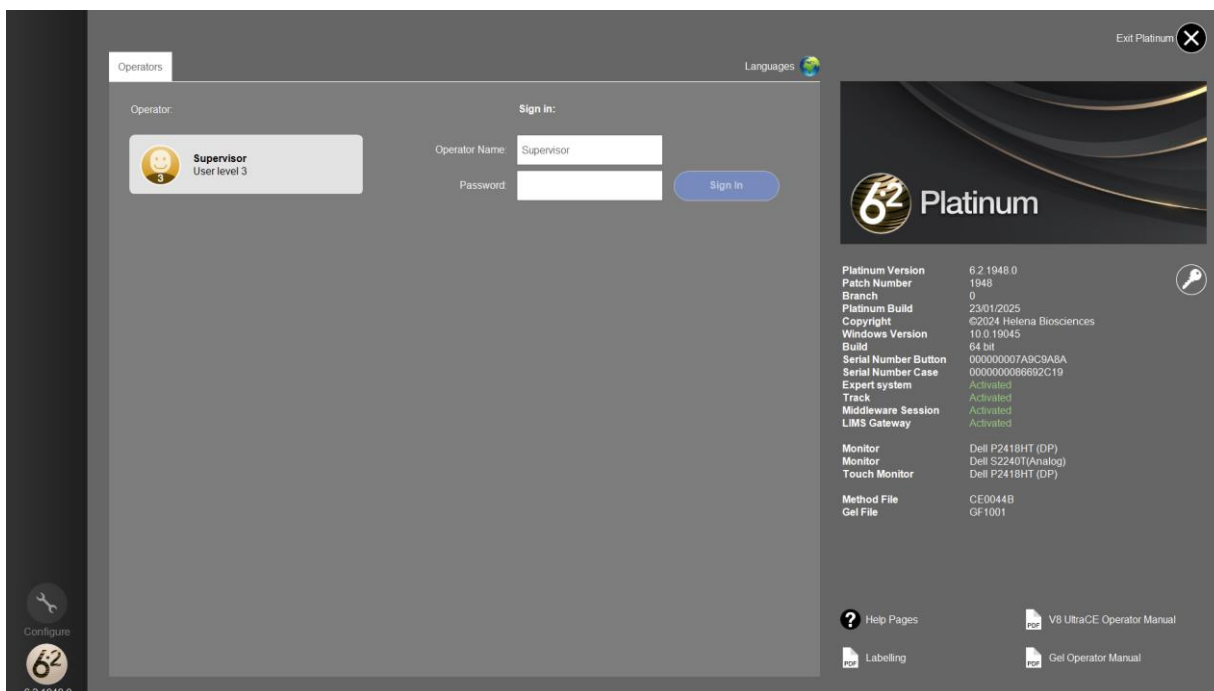 Exit Platinum
Operators
Languages
Operator:
Sign in:
Supervisor
User level 3
3
Operator Name:
Supervisor
Password:
Sign In
6.2 Platinum
Platinum Version 6.2.1948.0
Patch Number 1948
Branch 0
Platinum Build 23/01/2025
Copyright ©2024 Helena Biosciences
Windows Version 10.0.19045
Build 64 bit
Serial Number Button 000000007A9C9A8A
Serial Number Case 0000000086692C19
Expert system Activated
Track Activated
Middleware Session Activated
LIMS Gateway Activated
Monitor Dell P2418HT (DP)
Monitor Dell S2240T(Analog)
Touch Monitor Dell P2418HT (DP)
Method File CE0044B
Gel File GF1001
Configure
6.2
? Help Pages
PDF V8 UltraCE Operator Manual
PDF Labelling
PDF Gel Operator Manual